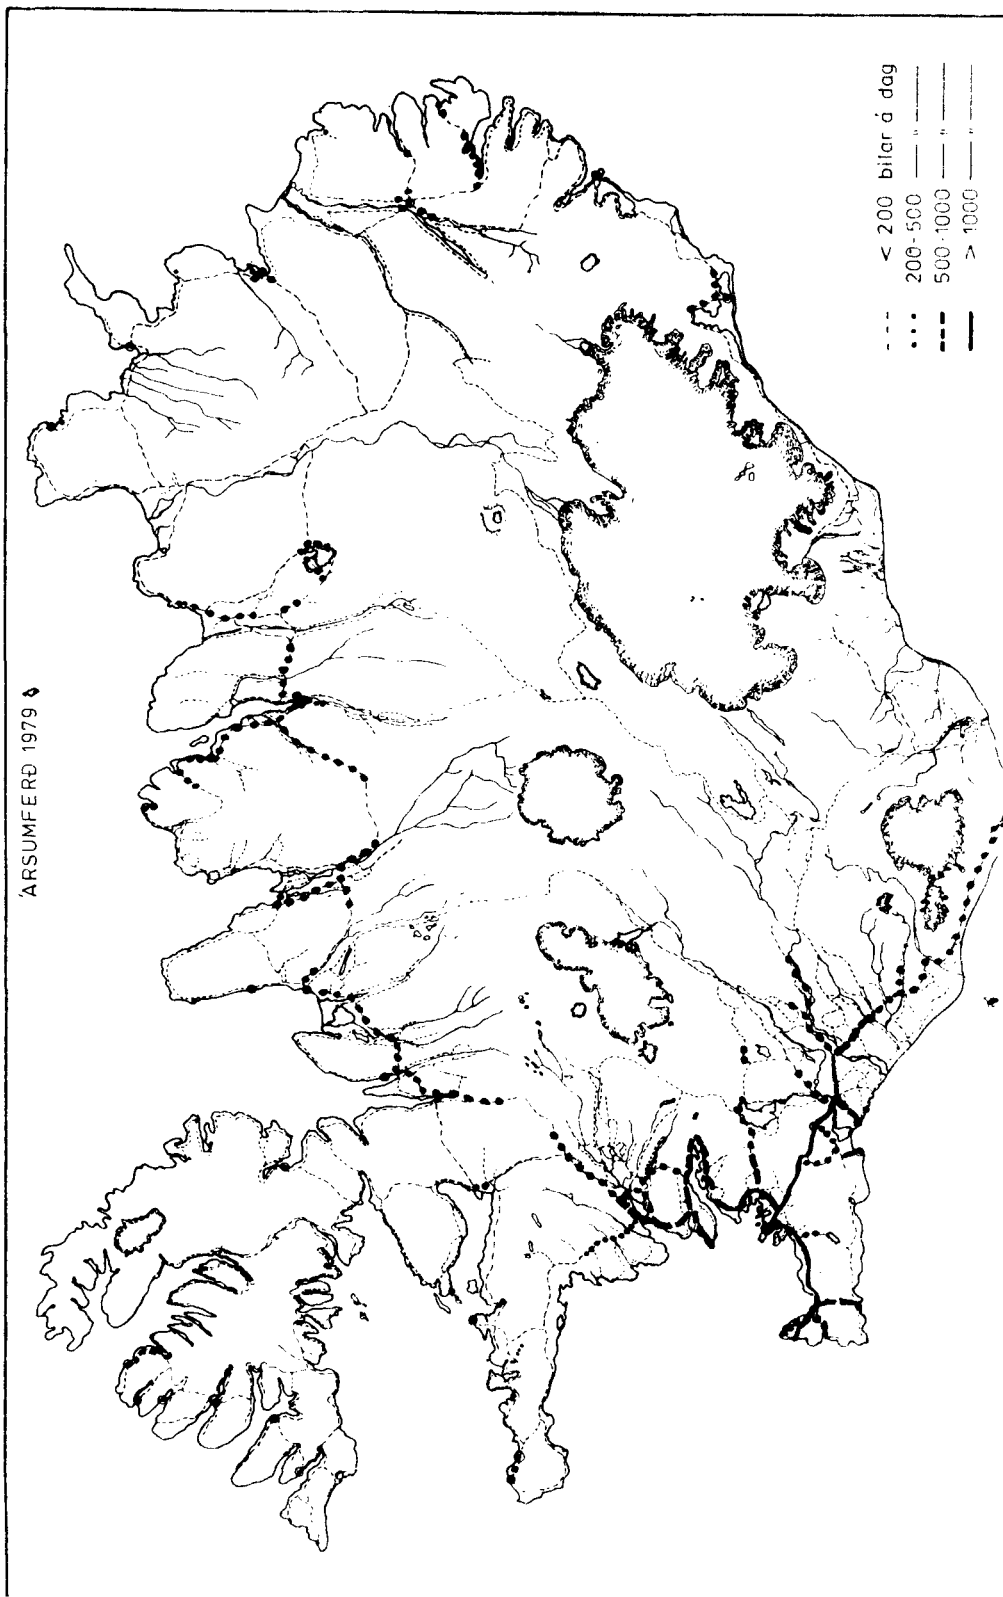 ÁRSUMFERÐ 1979
< 200 bílar á dag
200-500 — " —
500-1000 — " —
> 1000 — " —